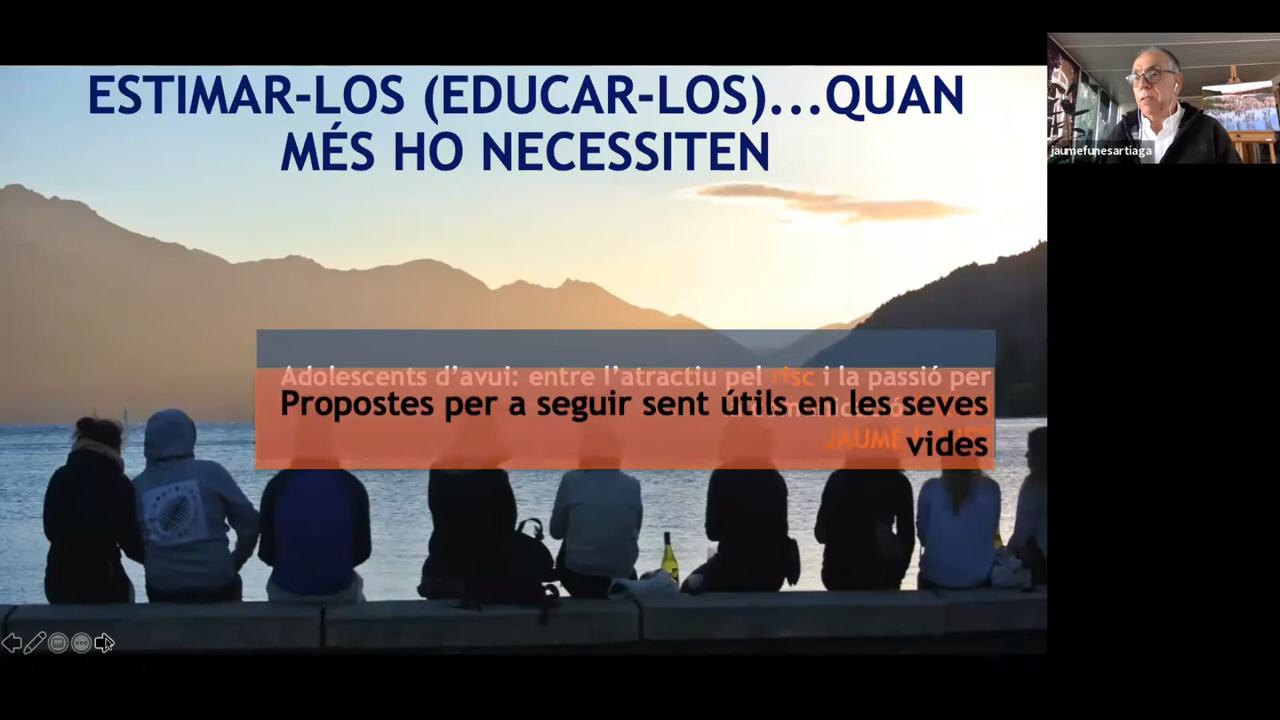 ESTIMAR-LOS (EDUCAR-LOS)...QUAN
MÉS HO NECESSITEN
jaumefunesartiaga
Adolescents d'avui: entre l'atractiu pel risc i la passió per
Propostes per a seguir sent útils en les seves
JAUME
vides